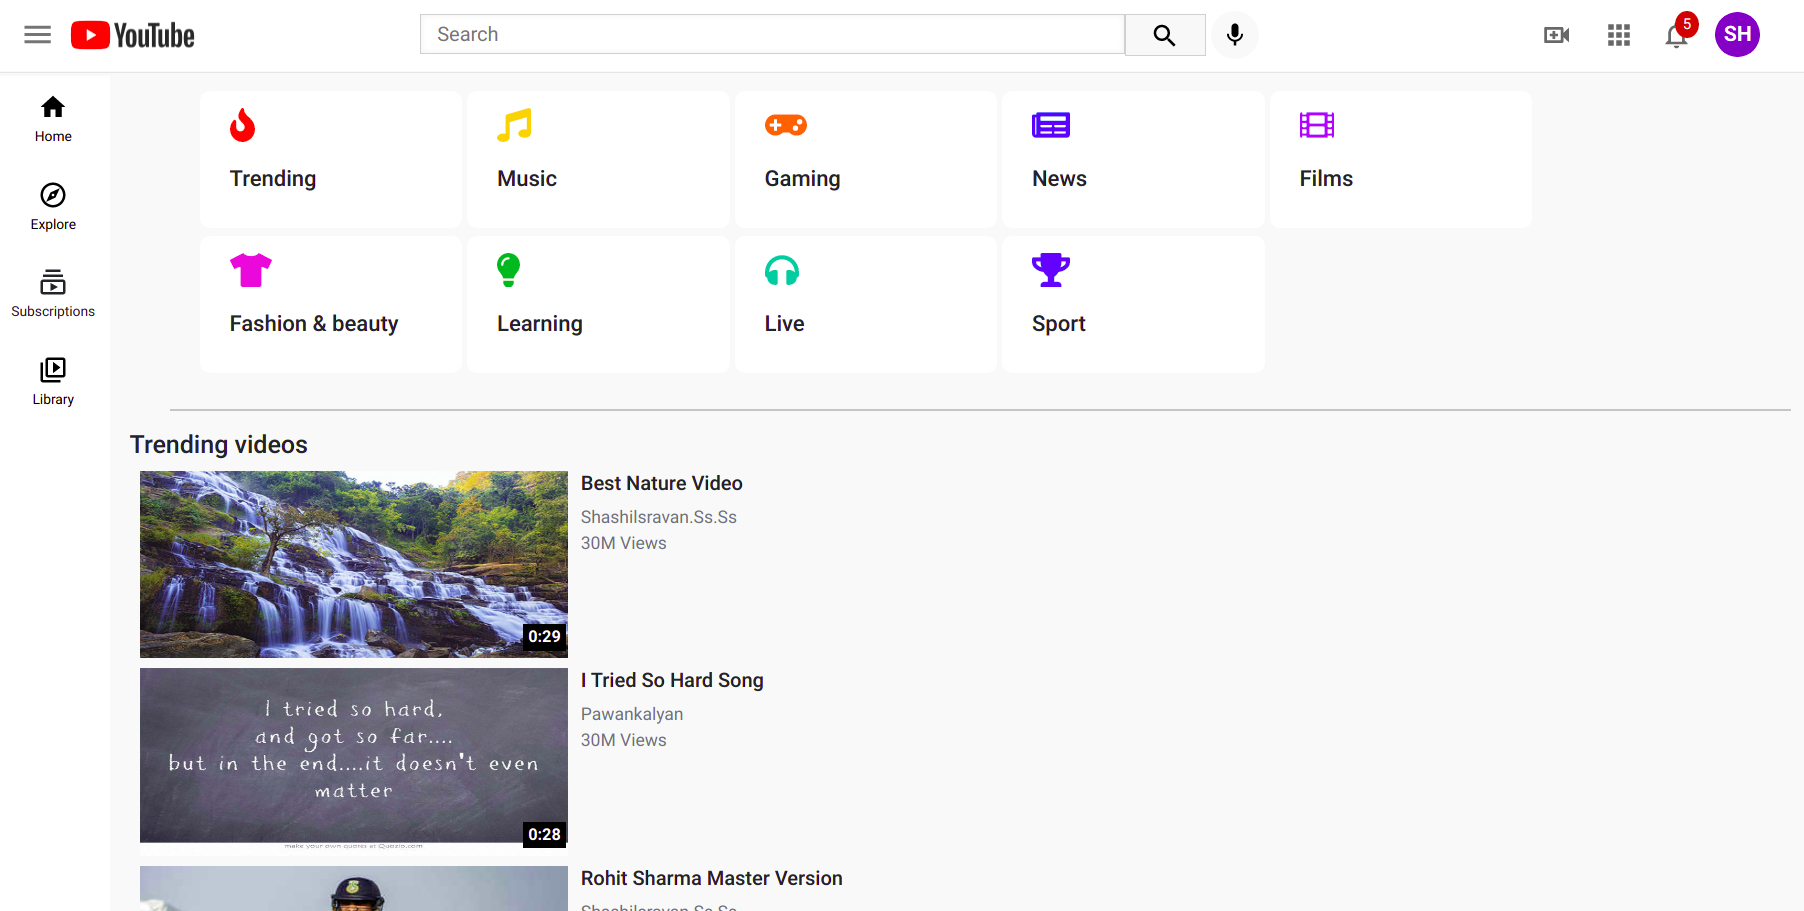 YouTube
Search
5
SH
Home
Explore
Subscriptions
Library
Trending
Music
Gaming
News
Films
Fashion & beauty
Learning
Live
Sport
Trending videos
0:29
Best Nature Video
Shashilsravan.Ss.Ss
30M Views
I tried so hard,
and got so far....
but in the end....it doesn't even
matter
0:28
make your own quotes at Quozio.com
I Tried So Hard Song
Pawankalyan
30M Views
Rohit Sharma Master Version
Shashilsravan.Ss.Ss